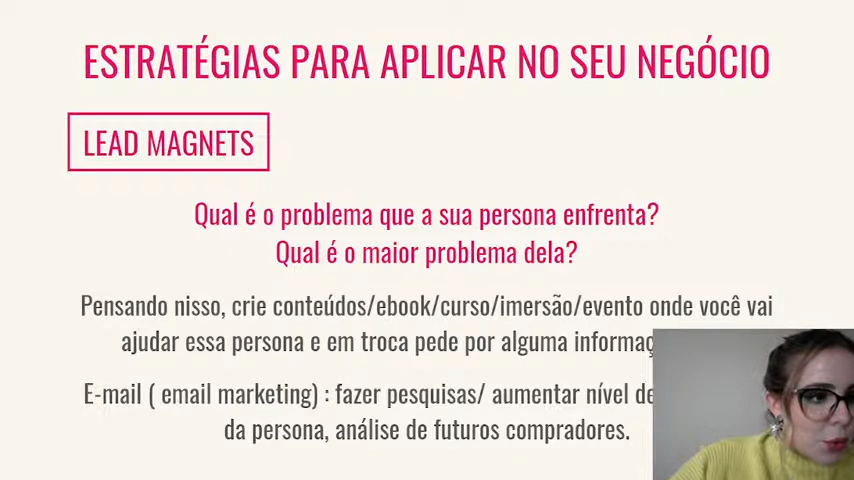 ESTRATÉGIAS PARA APLICAR NO SEU NEGÓCIO
LEAD MAGNETS
Qual é o problema que a sua persona enfrenta?
Qual é o maior problema dela?
Pensando nisso, crie conteúdos/ebook/curso/imersão/evento onde você vai
ajudar essa persona e em troca pede por alguma
E-mail ( email marketing) : fazer pesquisas/ aumentar nível
da persona, análise de futuros compradores.